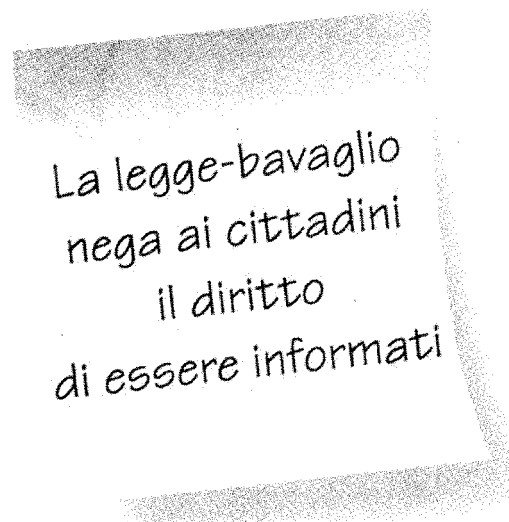 La legge-bavaglio
nega ai cittadini
il diritto
di essere informati